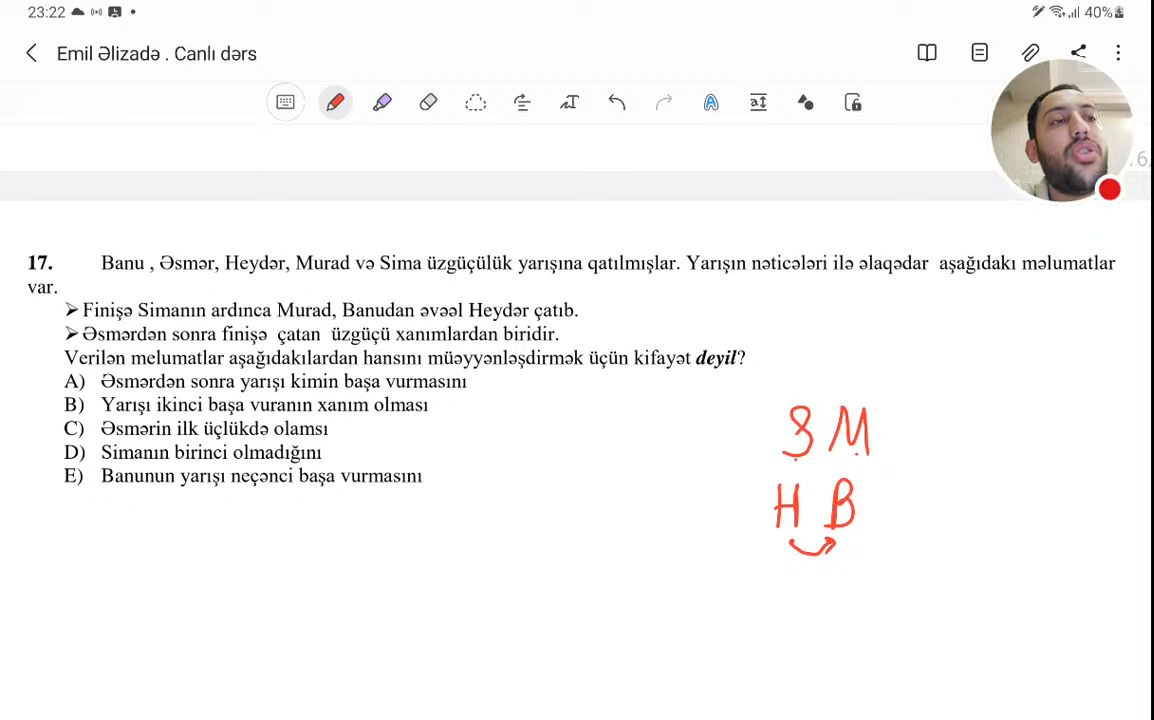 23:22 40%
Emil Əlizadə . Canlı dərs
17. Banu , Əsmər, Heydər, Murad və Sima üzgüçülük yarışına qatılmışlar. Yarışın nəticələri ilə əlaqədar aşağıdakı məlumatlar
var.
➤ Finişə Simanın ardınca Murad, Banudan əvəəl Heydər çatıb.
➤ Əsmərdən sonra finişə çatan üzgüçü xanımlardan biridir.
Verilən melumatlar aşağıdakılardan hansını müəyyənləşdirmək üçün kifayət deyil?
A) Əsmərdən sonra yarışı kimin başa vurmasını
B) Yarışı ikinci başa vuranın xanım olması
C) Əsmərin ilk üçlükdə olamsı
D) Simanın birinci olmadığını
E) Banunun yarışı neçənci başa vurmasını
S M
H B